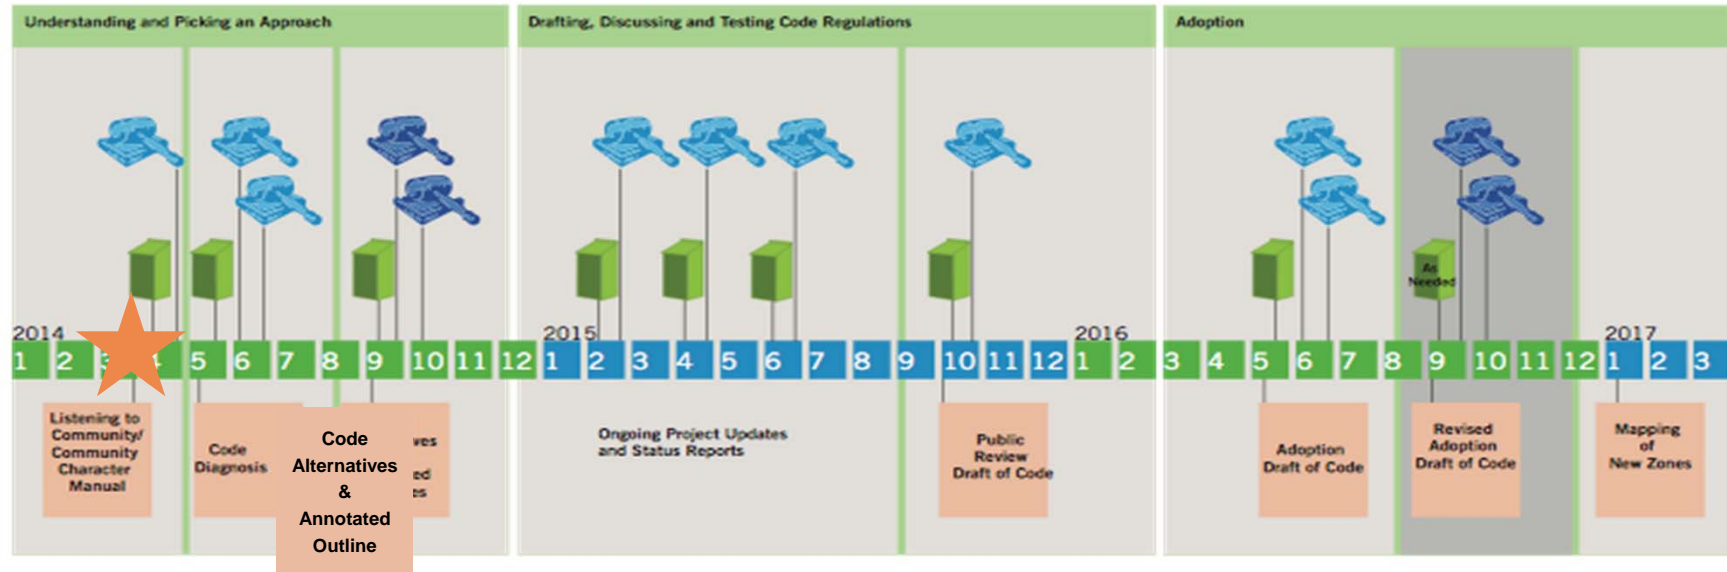 Understanding and Picking an Approach
Drafting, Discussing and Testing Code Regulations
Adoption
As
Needed
2014
2015
2016
2017
1 2 3 4 5 6 7 8 9 10 11 12 1 2 3 4 5 6 7 8 9 10 11 12 1 2 3 4 5 6 7 8 9 10 11 12 1 2 3
Listening to
Community/
Community
Character
Manual
Code
Diagnosis
Code
Alternatives
&
Annotated
Outline
Ongoing Project Updates
and Status Reports
Public
Review
Draft of Code
Adoption
Draft of Code
Revised
Adoption
Draft of Code
Mapping
of
New Zones